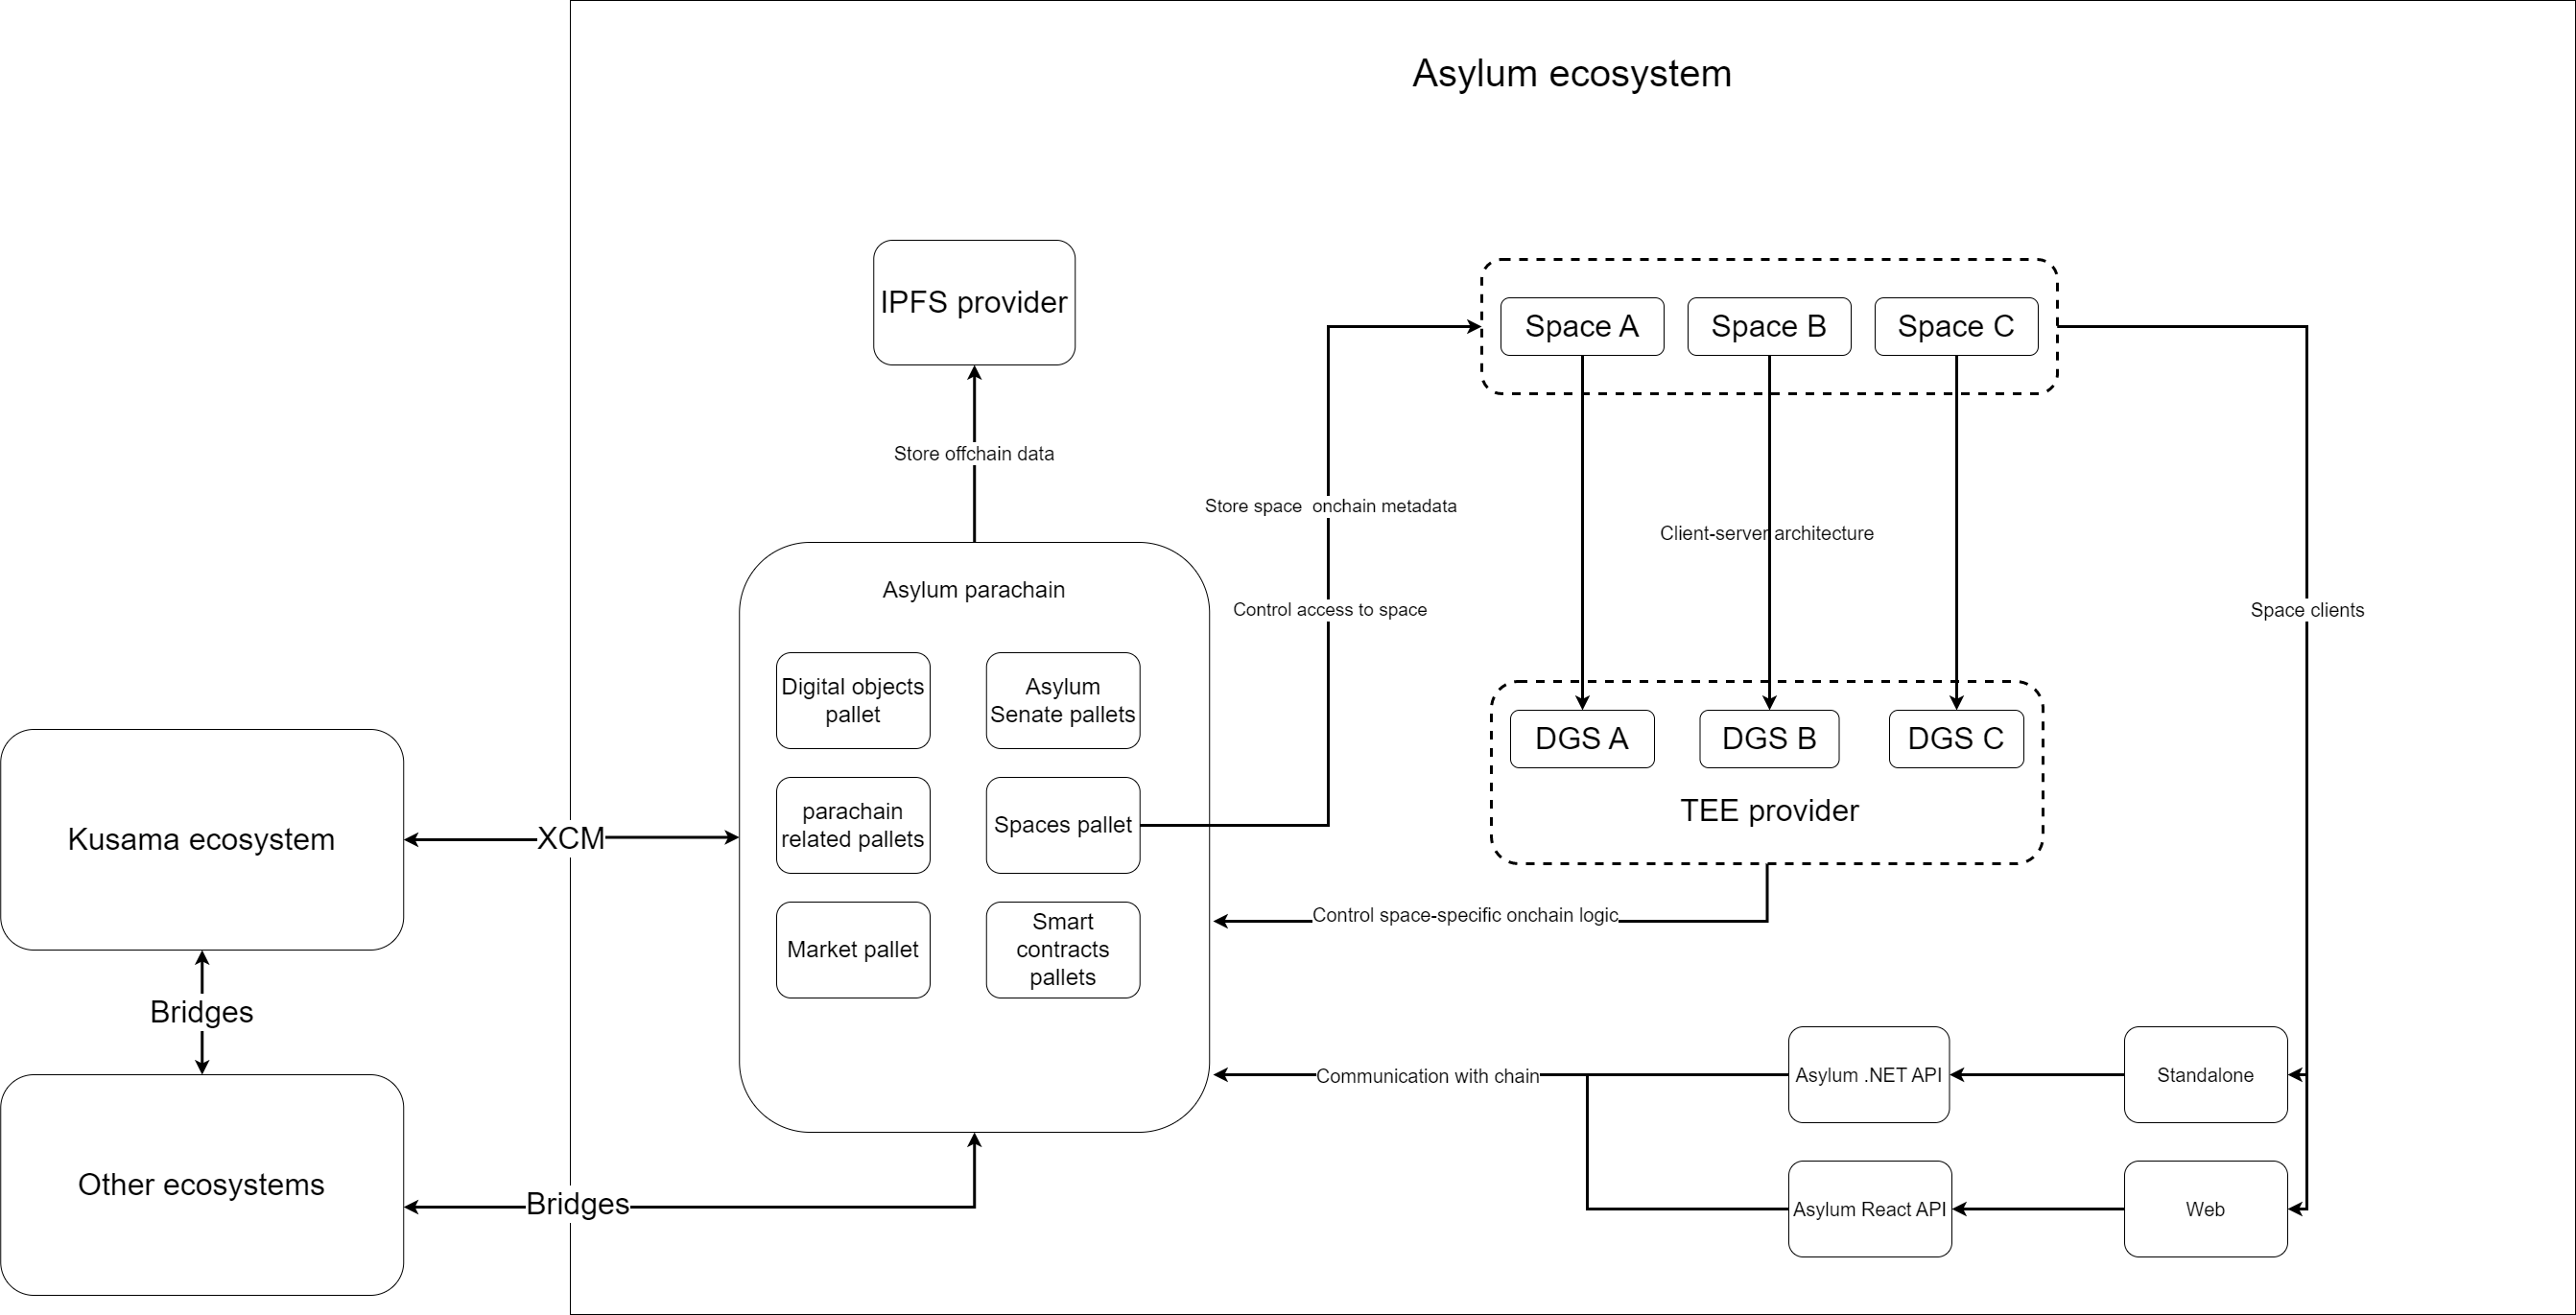 Asylum ecosystem
IPFS provider
Store offchain data
Space A
Space B
Space C
Store space  onchain metadata
Control access to space
Client-server architecture
Space clients
Asylum parachain
Digital objects
pallet
Asylum
Senate pallets
parachain
related pallets
Spaces pallet
Market pallet
Smart
contracts
pallets
DGS A
DGS B
DGS C
TEE provider
Control space-specific onchain logic
Kusama ecosystem
XCM
Bridges
Other ecosystems
Bridges
Communication with chain
Asylum .NET API
Standalone
Asylum React API
Web